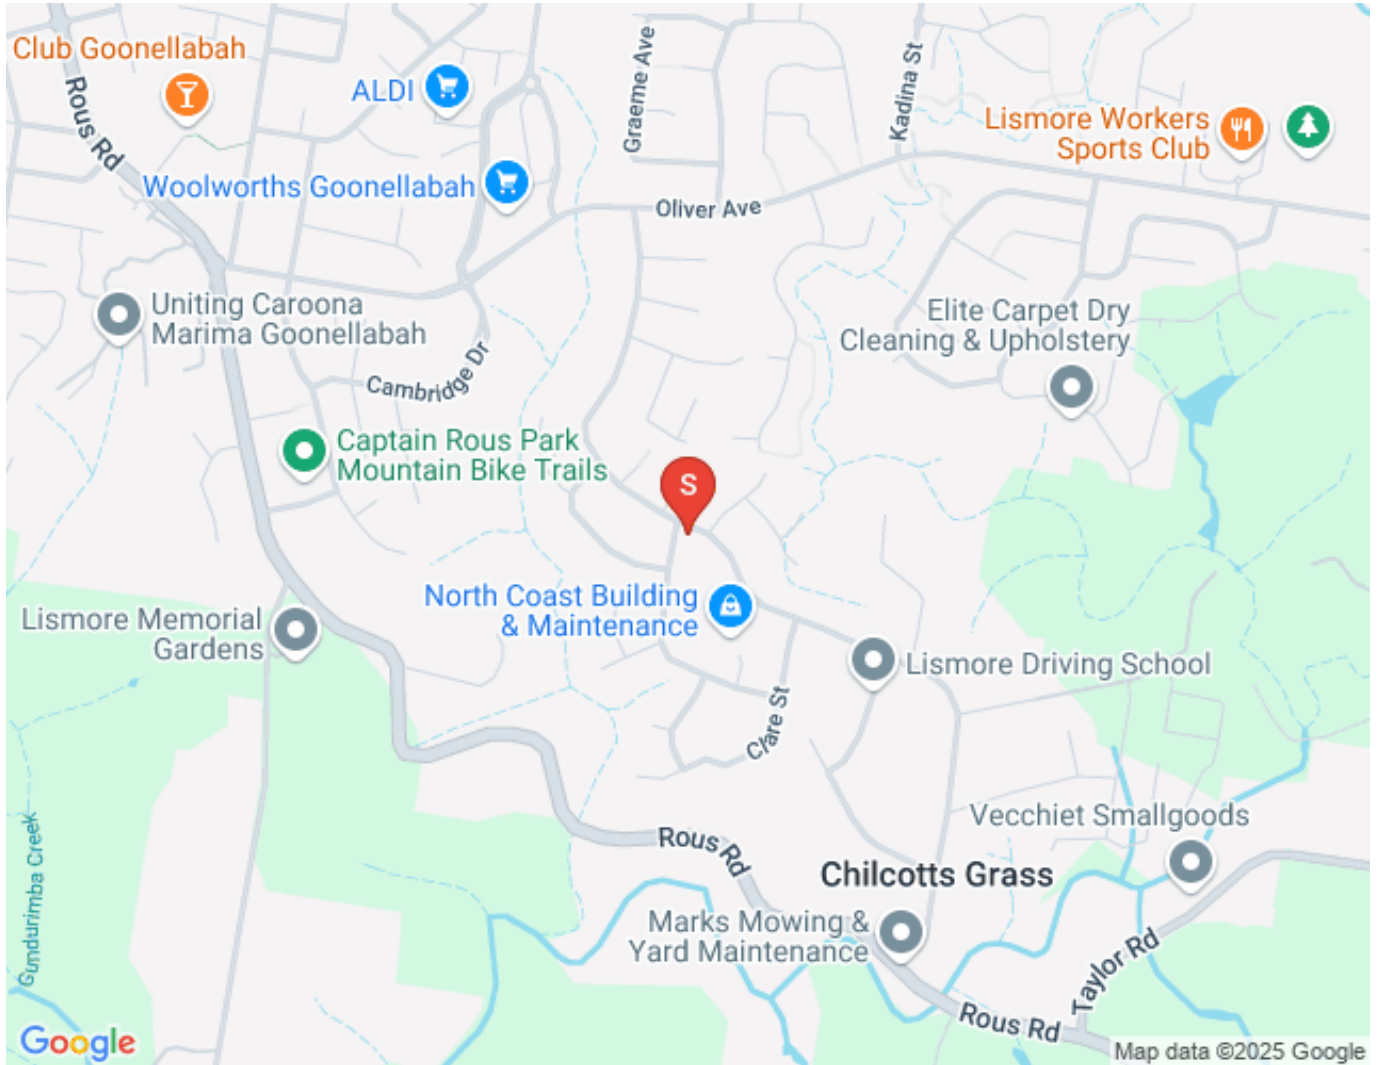 Club Goonellabah
ALDI
Graeme Ave
Kadina St
Rous Rd
Lismore Workers
Sports Club
Woolworths Goonellabah
Oliver Ave
Uniting Caroona
Marima Goonellabah
Elite Carpet Dry
Cleaning & Upholstery
Cambridge Dr
Captain Rous Park
Mountain Bike Trails
S
North Coast Building
& Maintenance
Lismore Memorial
Gardens
Lismore Driving School
Clare St
Vecchiet Smallgoods
Rous Rd
Chilcotts Grass
Gundurimba Creek
Marks Mowing &
Yard Maintenance
Taylor Rd
Rous Rd
Google
Map data ©2025 Google